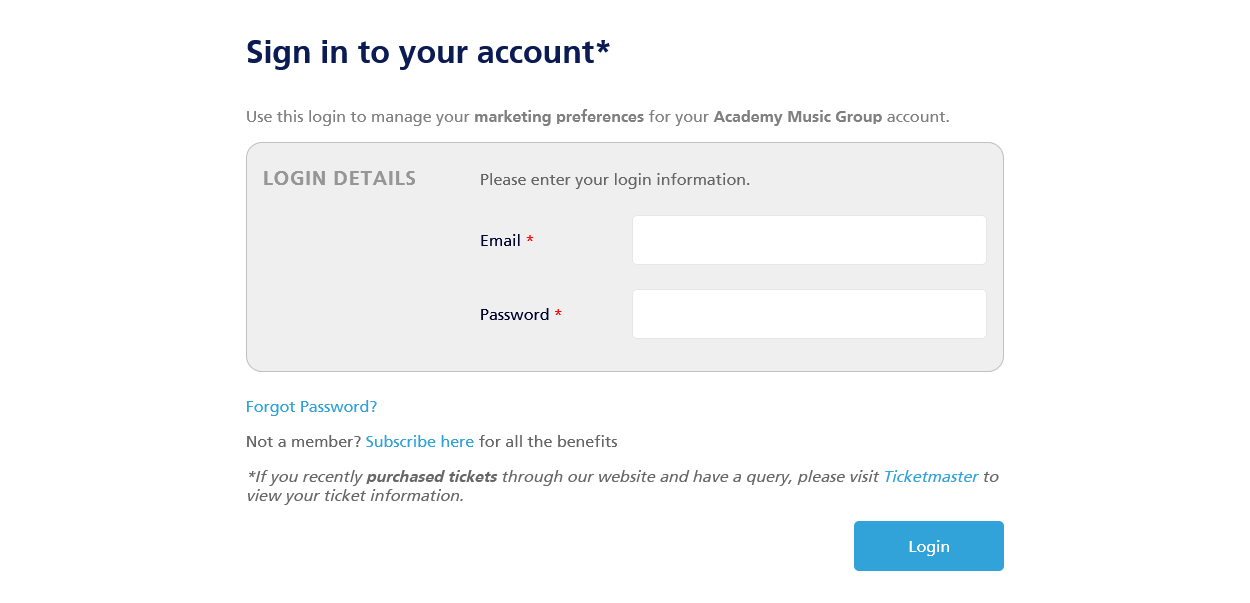 Sign in to your account*
Use this login to manage your marketing preferences for your Academy Music Group account.
LOGIN DETAILS
Please enter your login information.
Email *
Password *
Forgot Password?
Not a member? Subscribe here for all the benefits
*If you recently purchased tickets through our website and have a query, please visit Ticketmaster to
view your ticket information.
Login